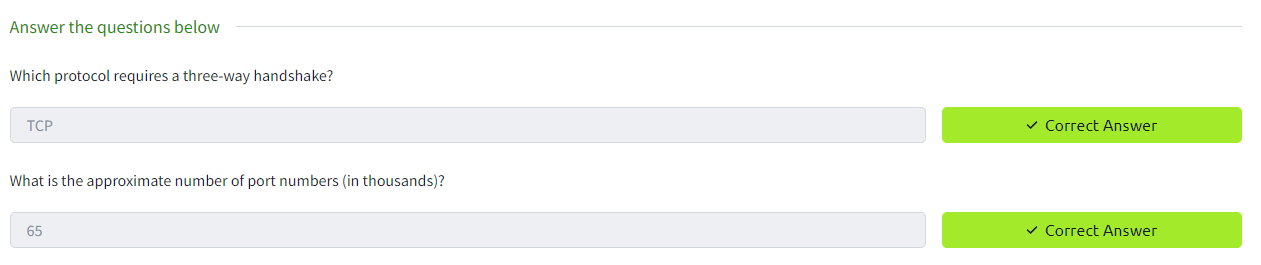 Answer the questions below
Which protocol requires a three-way handshake?
TCP
✓ Correct Answer
What is the approximate number of port numbers (in thousands)?
65
✓ Correct Answer